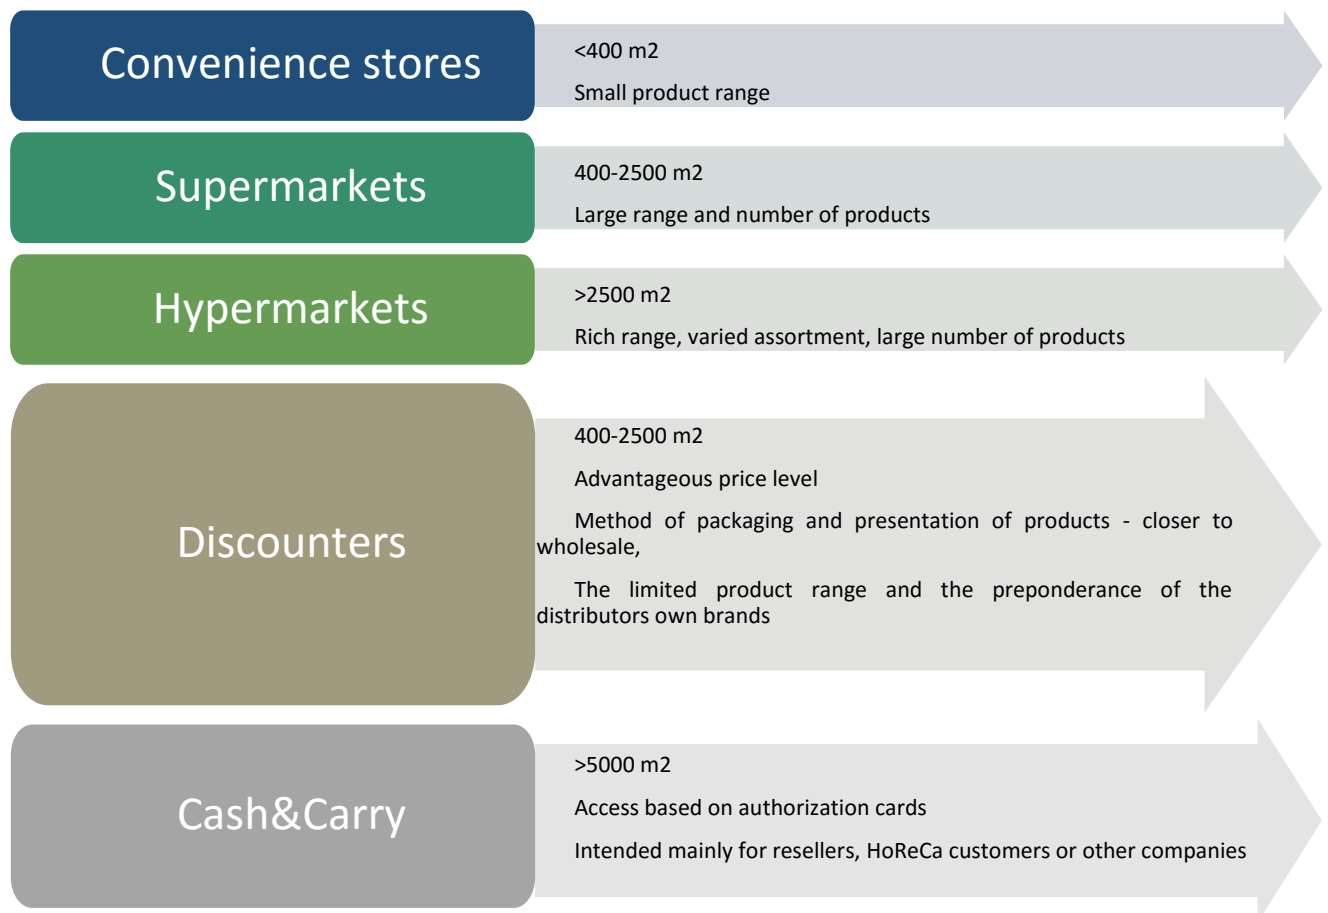 Convenience stores
<400 m2
Small product range
Supermarkets
400-2500 m2
Large range and number of products
Hypermarkets
>2500 m2
Rich range, varied assortment, large number of products
Discounters
400-2500 m2
Advantageous price level
Method of packaging and presentation of products - closer to
wholesale,
The limited product range and the preponderance of the
distributors own brands
Cash&Carry
>5000 m2
Access based on authorization cards
Intended mainly for resellers, HoReCa customers or other companies